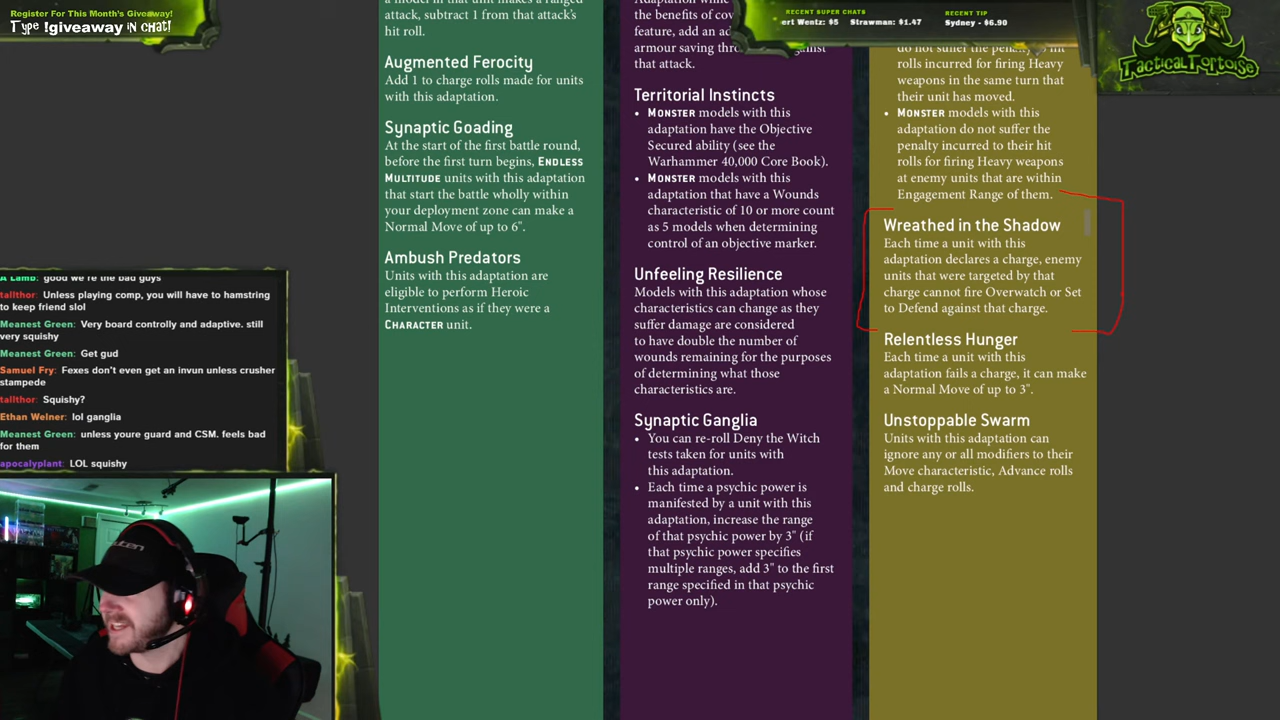 Register For This Month's Giveaway!
Type !giveaway in chat!
RECENT SUPER CHATS
ert Wentz: $5 Strawman: $1.47
RECENT TIP
Sydney - $6.90
TacticalTortoise
A Lamb: good we're the bad guys
tallthor: Unless playing comp, you will have to hamstring
to keep friend slol
Meanest Green: Very board controlly and adaptive. still
very squishy
Meanest Green: Get gud
Samuel Fry: Fexes don't even get an invun unless crusher
stampede
tallthor: Squishy?
Ethan Welner: lol ganglia
Meanest Green: unless youre guard and CSM. feels bad
for them
apocalypiant: LOL squishy
a model in that unit makes a ranged
attack, subtract 1 from that attack's
hit roll.
Augmented Ferocity
Add 1 to charge rolls made for units
with this adaptation.
Synaptic Goading
At the start of the first battle round,
before the first turn begins, ENDLESS
MULTITUDE units with this adaptation
that start the battle wholly within
your deployment zone can make a
Normal Move of up to 6".
Ambush Predators
Units with this adaptation are
eligible to perform Heroic
Interventions as if they were a
CHARACTER unit.
the benefits of cov
feature, add an ad
armour saving thro ainst
that attack.
Territorial Instincts
• MONSTER models with this
adaptation have the Objective
Secured ability (see the
Warhammer 40,000 Core Book).
• MONSTER models with this
adaptation that have a Wounds
characteristic of 10 or more count
as 5 models when determining
control of an objective marker.
Unfeeling Resilience
Models with this adaptation whose
characteristics can change as they
suffer damage are considered
to have double the number of
wounds remaining for the purposes
of determining what those
characteristics are.
Synaptic Ganglia
• You can re-roll Deny the Witch
tests taken for units with
this adaptation.
• Each time a psychic power is
manifested by a unit with this
adaptation, increase the range
of that psychic power by 3" (if
that psychic power specifies
multiple ranges, add 3" to the first
range specified in that psychic
power only).
do not suffer the penalty to hit
rolls incurred for firing Heavy
weapons in the same turn that
their unit has moved.
• MONSTER models with this
adaptation do not suffer the
penalty incurred to their hit
rolls for firing Heavy weapons
at enemy units that are within
Engagement Range of them.
Wreathed in the Shadow
Each time a unit with this
adaptation declares a charge, enemy
units that were targeted by that
charge cannot fire Overwatch or Set
to Defend against that charge.
Relentless Hunger
Each time a unit with this
adaptation fails a charge, it can make
a Normal Move of up to 3".
Unstoppable Swarm
Units with this adaptation can
ignore any or all modifiers to their
Move characteristic, Advance rolls
and charge rolls.